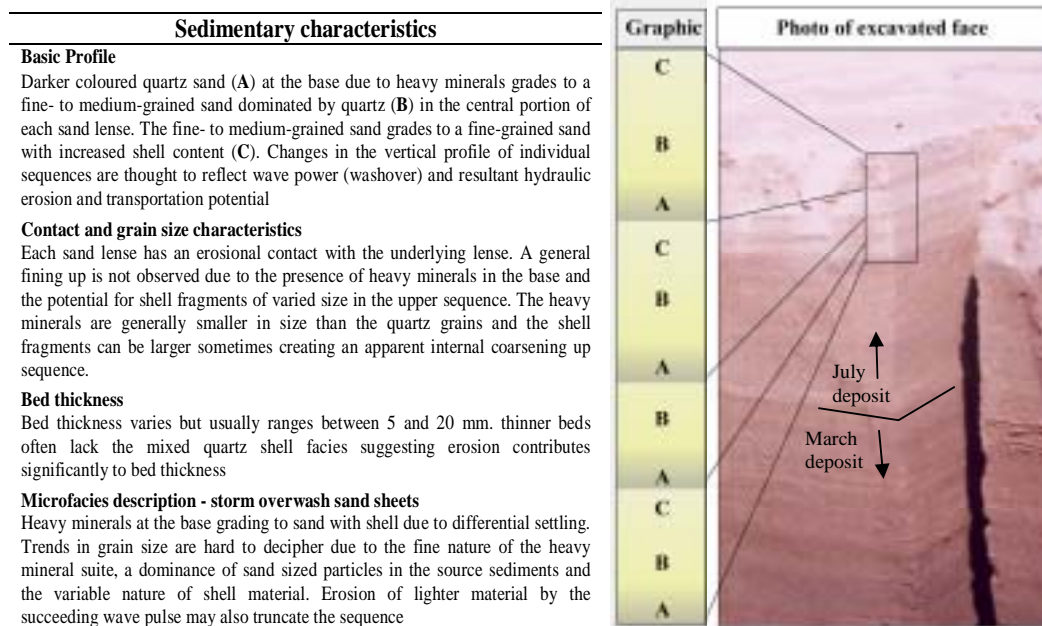 Sedimentary characteristics
Basic Profile
Darker coloured quartz sand (A) at the base due to heavy minerals grades to a
fine- to medium-grained sand dominated by quartz (B) in the central portion of
each sand lense. The fine- to medium-grained sand grades to a fine-grained sand
with increased shell content (C). Changes in the vertical profile of individual
sequences are thought to reflect wave power (washover) and resultant hydraulic
erosion and transportation potential
Contact and grain size characteristics
Each sand lense has an erosional contact with the underlying lense. A general
fining up is not observed due to the presence of heavy minerals in the base and
the potential for shell fragments of varied size in the upper sequence. The heavy
minerals are generally smaller in size than the quartz grains and the shell
fragments can be larger sometimes creating an apparent internal coarsening up
sequence.
Bed thickness
Bed thickness varies but usually ranges between 5 and 20 mm. thinner beds
often lack the mixed quartz shell facies suggesting erosion contributes
significantly to bed thickness
Microfacies description - storm overwash sand sheets
Heavy minerals at the base grading to sand with shell due to differential settling.
Trends in grain size are hard to decipher due to the fine nature of the heavy
mineral suite, a dominance of sand sized particles in the source sediments and
the variable nature of shell material. Erosion of lighter material by the
succeeding wave pulse may also truncate the sequence
Graphic
C
B
A
C
B
A
B
A
C
B
A
Photo of excavated face
July
deposit
March
deposit